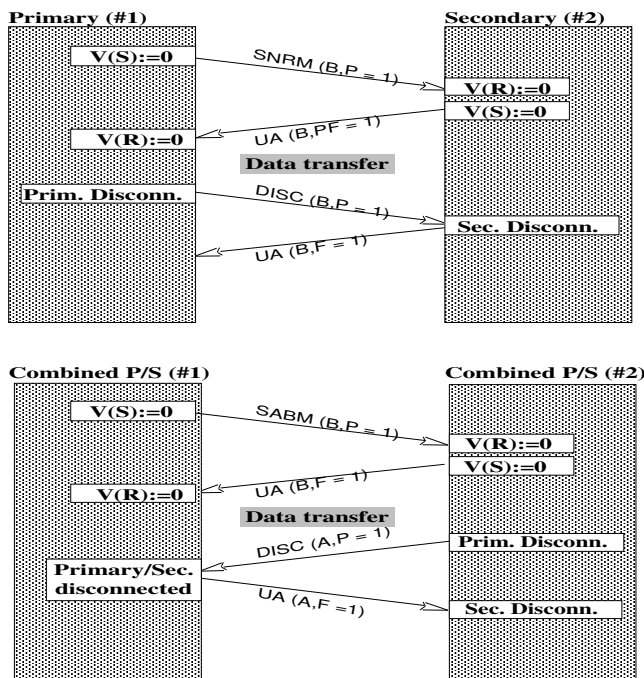 Primary (#1)
Secondary (#2)
V(S):=0
SNRM (B,P = 1)
V(R):=0
V(S):=0
V(R):=0
UA (B,PF = 1)
Data transfer
Prim. Disconn.
DISC (B,P = 1)
Sec. Disconn.
UA (B,F = 1)
Combined P/S (#1)
Combined P/S (#2)
V(S):=0
SABM (B,P = 1)
V(R):=0
V(S):=0
V(R):=0
UA (B,F = 1)
Data transfer
DISC (A,P = 1)
Prim. Disconn.
Primary/Sec.
disconnected
UA (A,F =1)
Sec. Disconn.